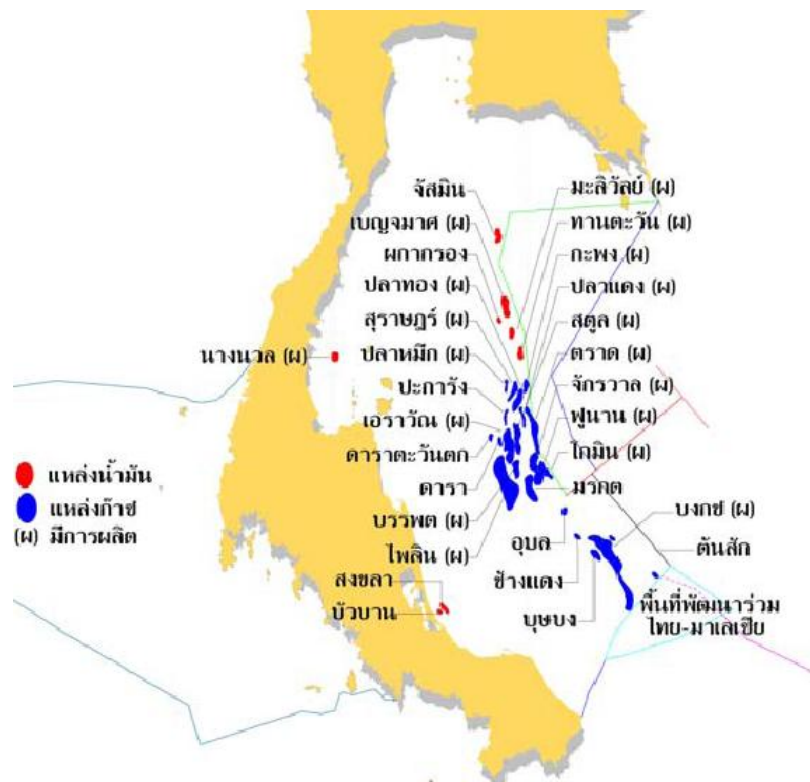 จัสมิน
เบญจมาศ (ผ)
ผกากรอง
ปลาทอง (ผ)
สุราษฎร์ (ผ)
นางนวล (ผ)
ปลาหมึก (ผ)
ปะการัง
เอราวัณ (ผ)
ดาราตะวันตก
ดารา
บรรพต (ผ)
ไพลิน (ผ)
สงขลา
บัวบาน
มะลิวัลย์ (ผ)
ทานตะวัน (ผ)
กะพง (ผ)
ปลาแดง (ผ)
สตูล (ผ)
ตราด (ผ)
จักรวาล (ผ)
ฟูนาน (ผ)
โกมิน (ผ)
มรกต
บงกช (ผ)
อุบล
ตันสัก
ช้างแดง
บุษบง
พื้นที่พัฒนาร่วม
ไทย-มาเลเซีย
แหล่งน้ำมัน
แหล่งก๊าซ
(ผ) มีการผลิต